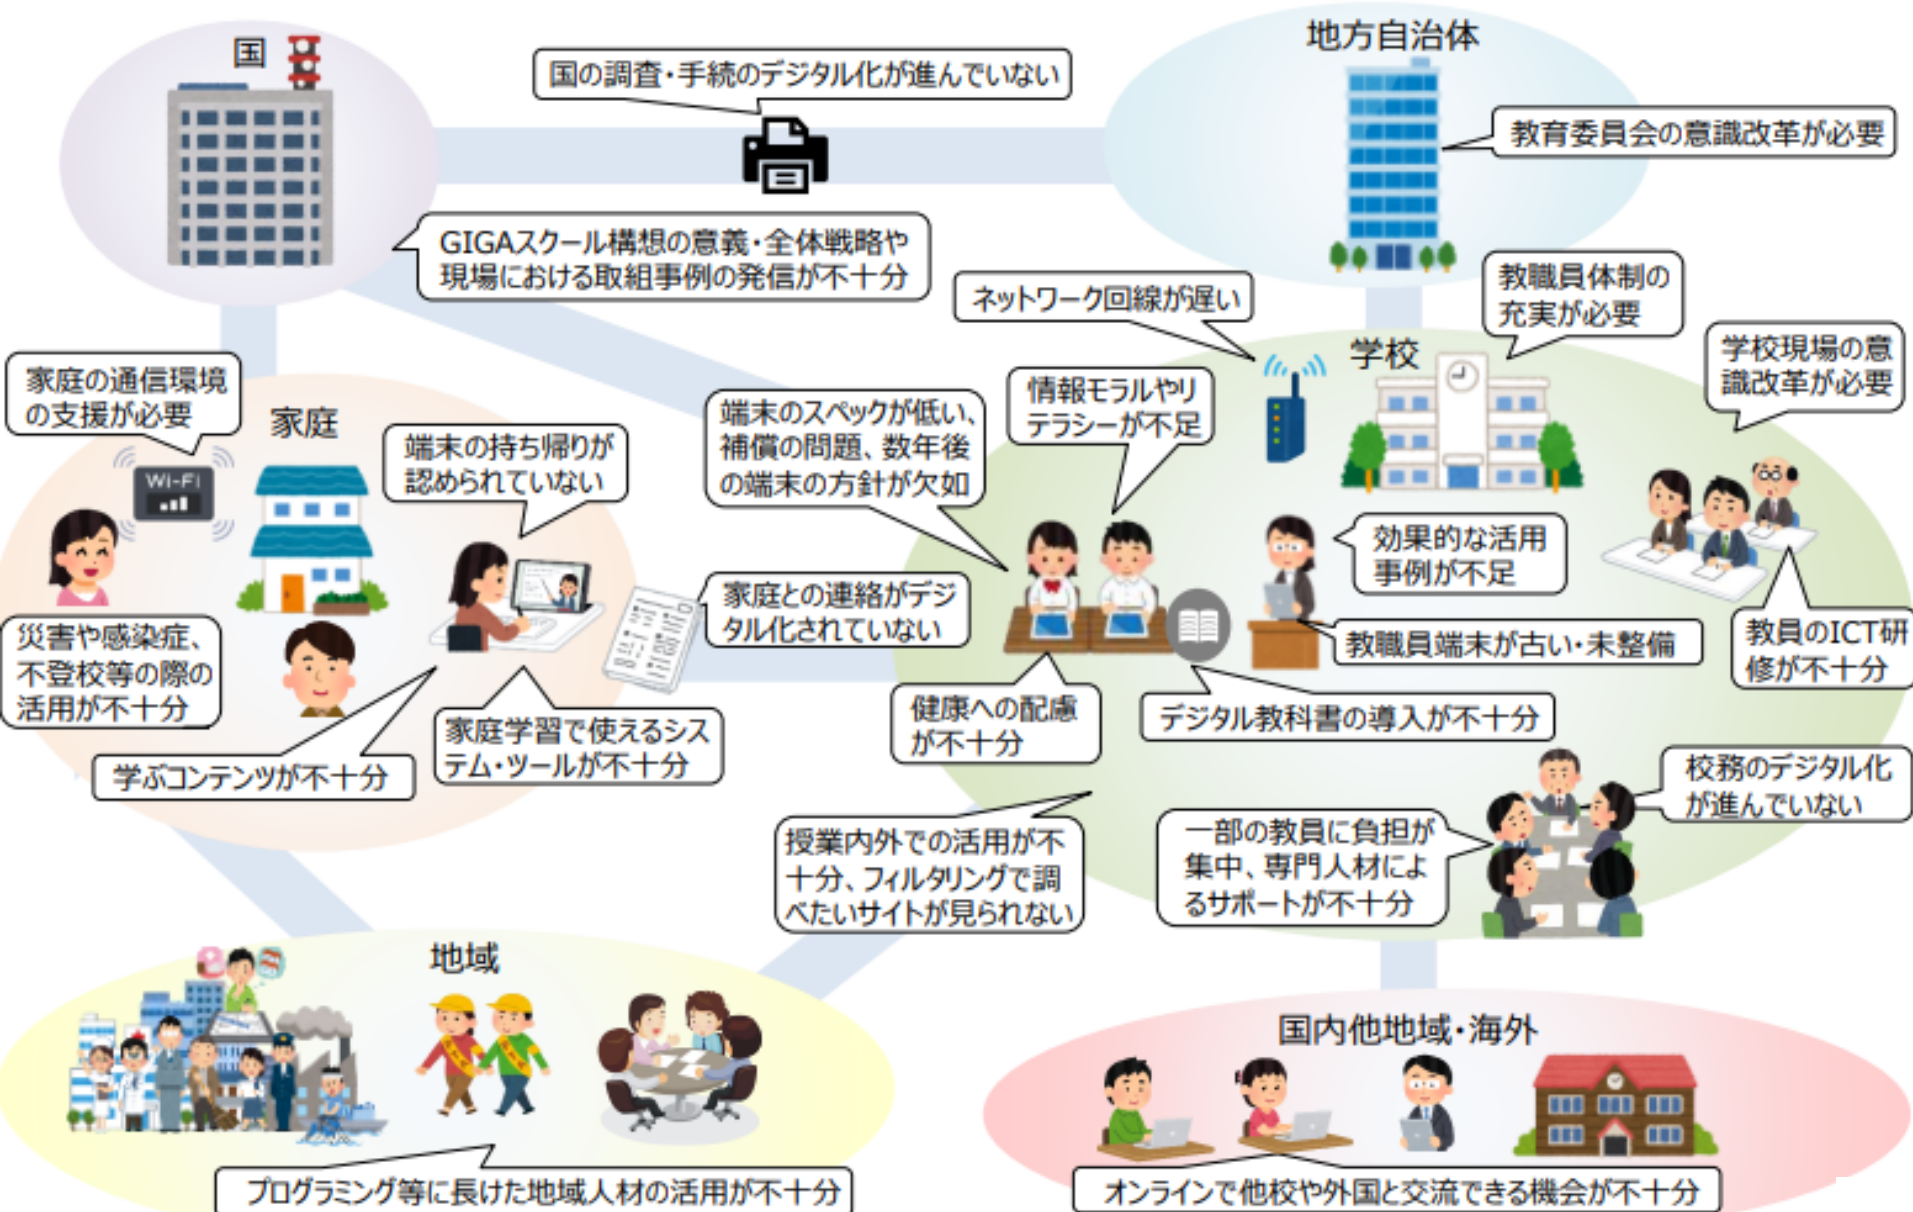 国
地方自治体
国の調査・手続のデジタル化が進んでいない
教育委員会の意識改革が必要
GIGAスクール構想の意義・全体戦略や
現場における取組事例の発信が不十分
ネットワーク回線が遅い
教職員体制の
充実が必要
学校
学校現場の意
識改革が必要
家庭の通信環境
の支援が必要
家庭
Wi-Fi
端末の持ち帰りが
認められていない
端末のスペックが低い、
補償の問題、数年後
の端末の方針が欠如
情報モラルやリ
テラシーが不足
効果的な活用
事例が不足
家庭との連絡がデジ
タル化されていない
教職員端末が古い・未整備
教員のICT研
修が不十分
災害や感染症、
不登校等の際の
活用が不十分
健康への配慮
が不十分
デジタル教科書の導入が不十分
家庭学習で使えるシス
テム・ツールが不十分
学ぶコンテンツが不十分
校務のデジタル化
が進んでいない
授業内外での活用が不
十分、フィルタリングで調
べたいサイトが見られない
一部の教員に負担が
集中、専門人材によ
るサポートが不十分
地域
国内他地域・海外
プログラミング等に長けた地域人材の活用が不十分
オンラインで他校や外国と交流できる機会が不十分